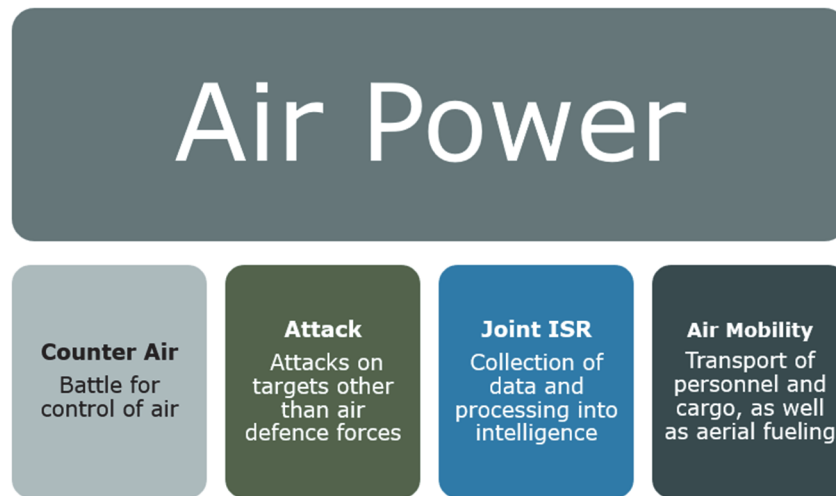 Air Power
Counter Air
Battle for
control of air
Attack
Attacks on
targets other
than air
defence forces
Joint ISR
Collection of
data and
processing into
intelligence
Air Mobility
Transport of
personnel and
cargo, as well
as aerial fueling